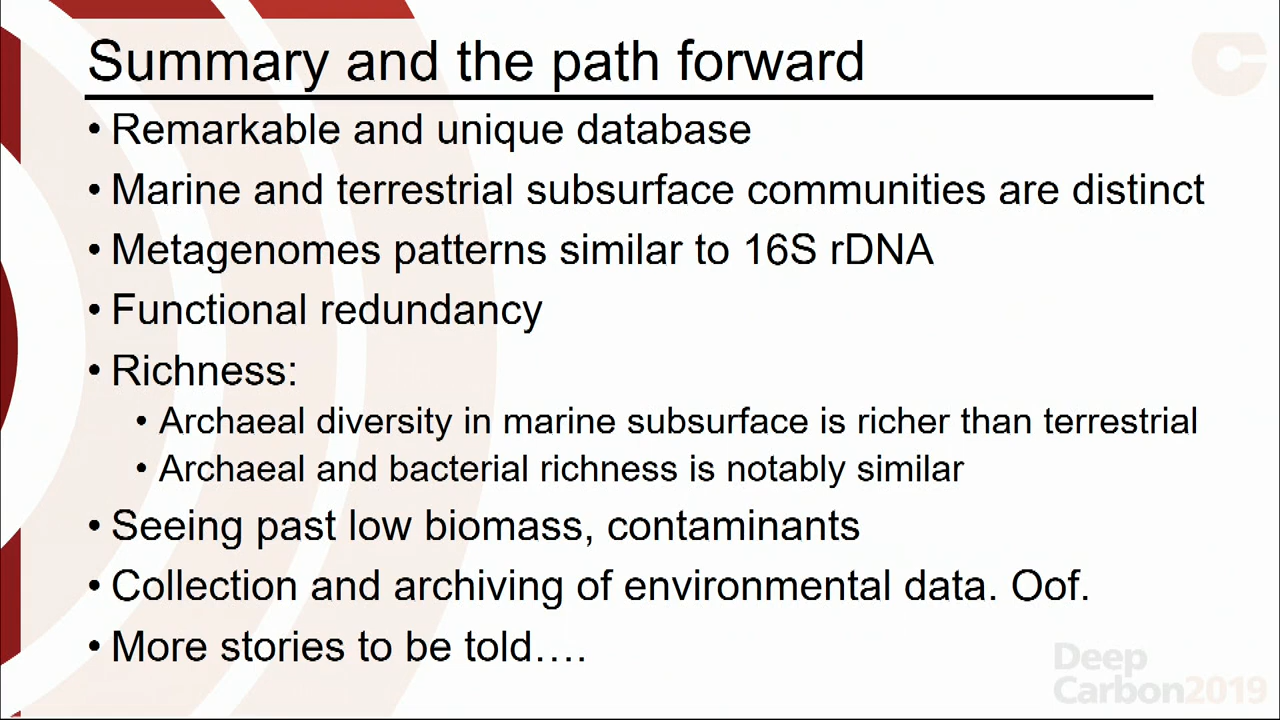 Summary and the path forward
• Remarkable and unique database
• Marine and terrestrial subsurface communities are distinct
• Metagenomes patterns similar to 16S rDNA
• Functional redundancy
• Richness:
• Archaeal diversity in marine subsurface is richer than terrestrial
• Archaeal and bacterial richness is notably similar
• Seeing past low biomass, contaminants
• Collection and archiving of environmental data. Oof.
• More stories to be told….
Deep
Carbon2019